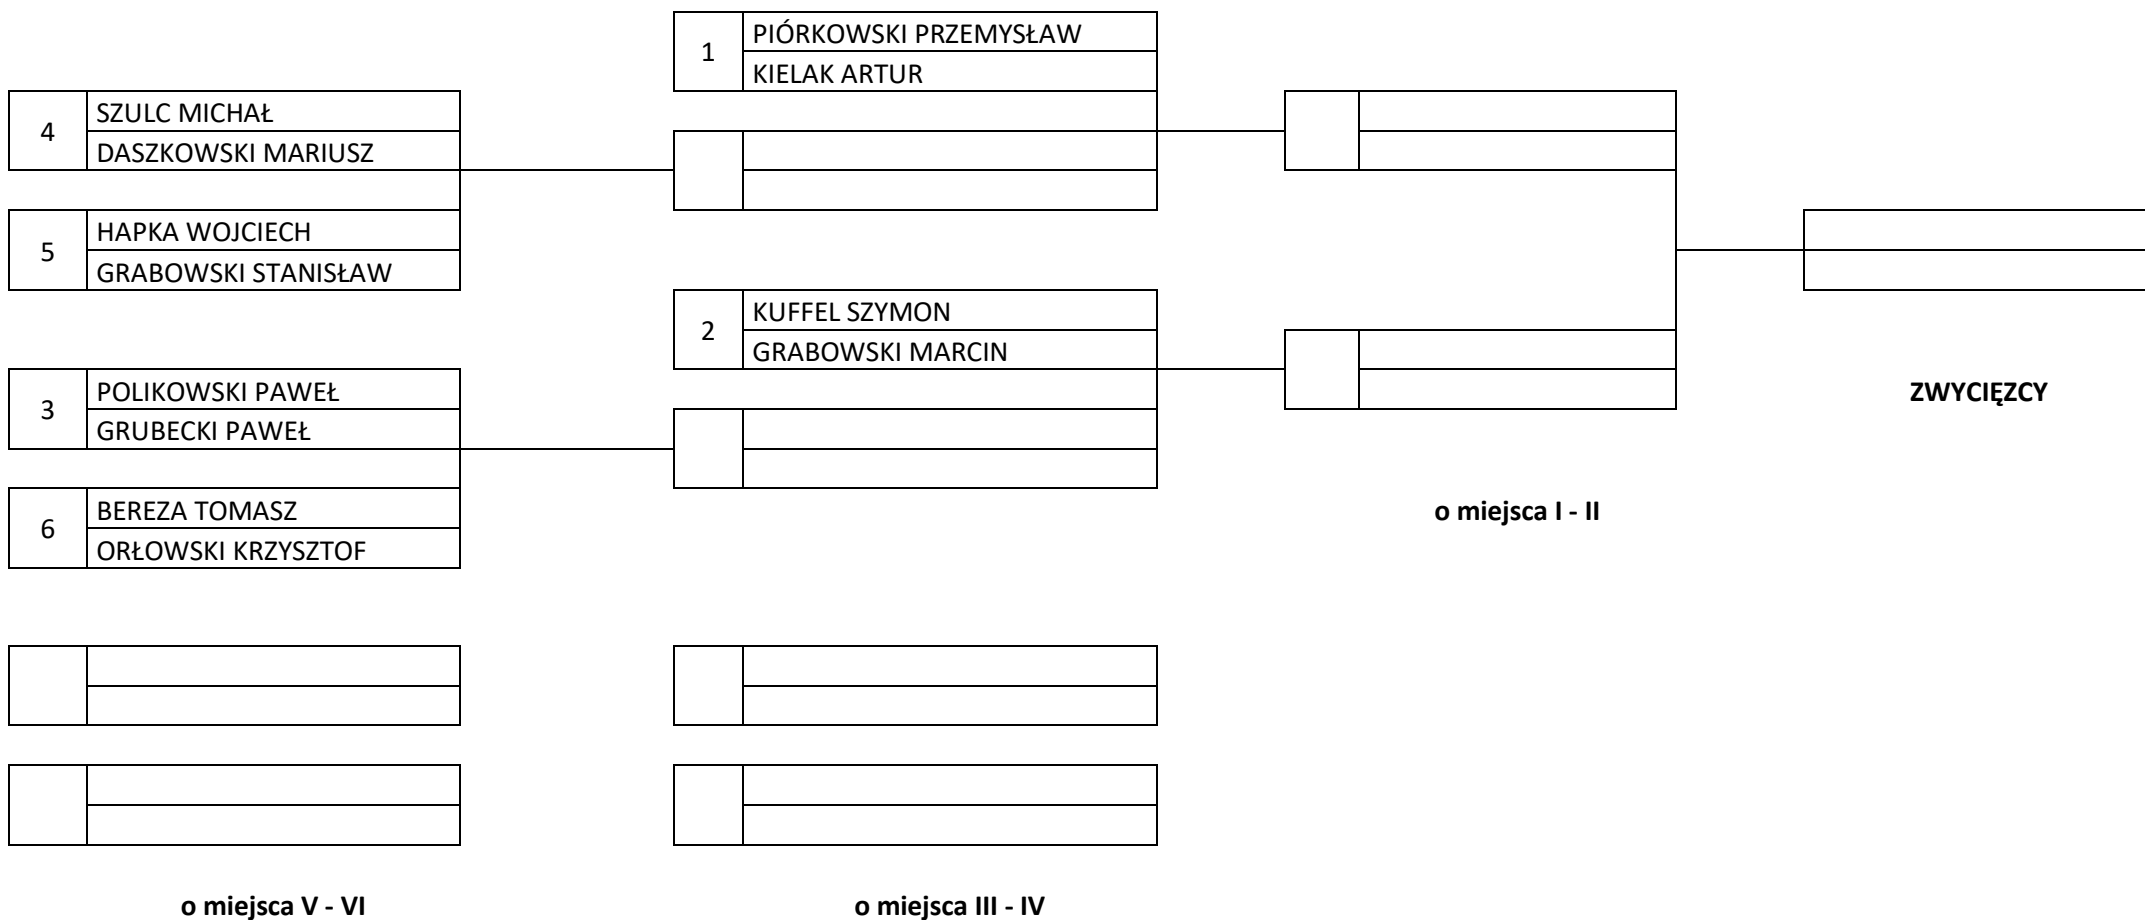 1
PIÓRKOWSKI PRZEMYSŁAW
KIELAK ARTUR
4
SZULC MICHAŁ
DASZKOWSKI MARIUSZ
5
HAPKA WOJCIECH
GRABOWSKI STANISŁAW
2
KUFFEL SZYMON
GRABOWSKI MARCIN
3
POLIKOWSKI PAWEŁ
GRUBECKI PAWEŁ
ZWYCIĘZCY
6
BEREZA TOMASZ
ORŁOWSKI KRZYSZTOF
o miejsca I - II
o miejsca V - VI
o miejsca III - IV